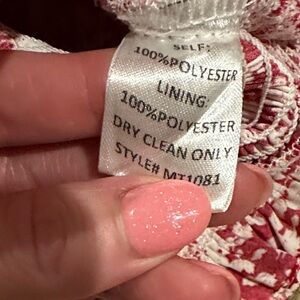 SELF:
100%POLYESTER
LINING:
100%POLYESTER
DRY CLEAN ONLY
STYLE# MT1081